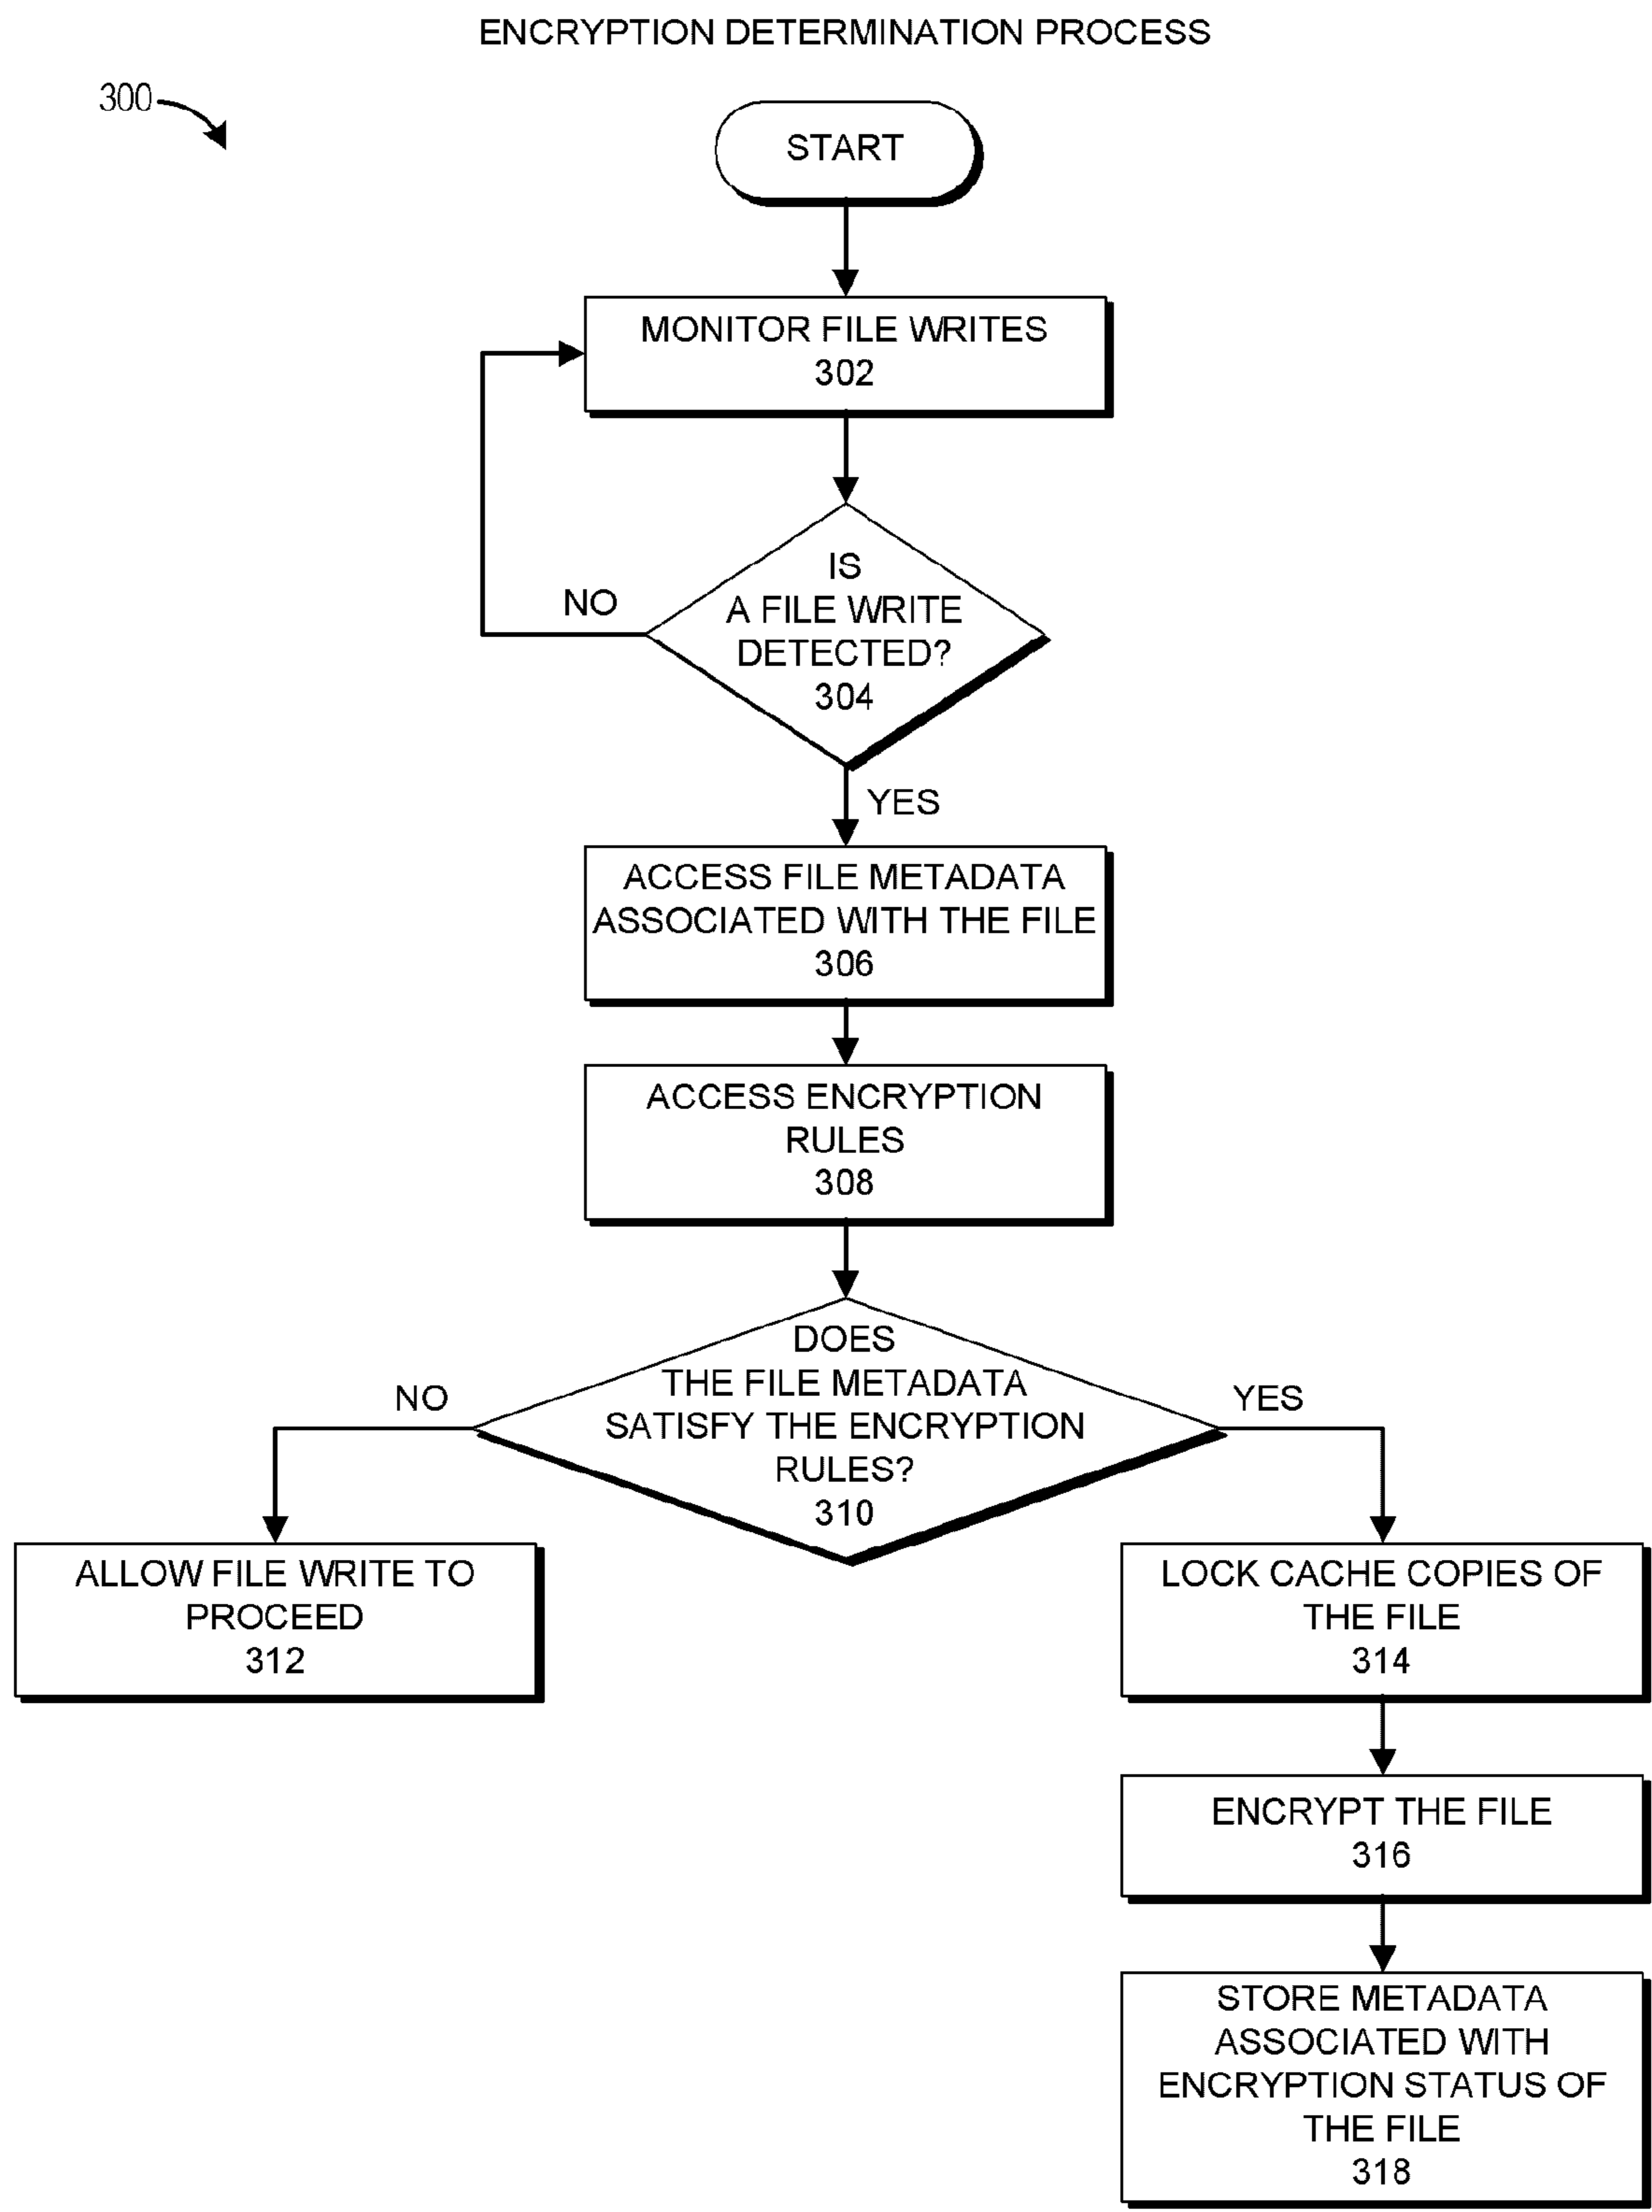 ENCRYPTION DETERMINATION PROCESS
300
START
MONITOR FILE WRITES
302
IS
A FILE WRITE
DETECTED?
304
NO
YES
ACCESS FILE METADATA
ASSOCIATED WITH THE FILE
306
ACCESS ENCRYPTION
RULES
308
DOES
THE FILE METADATA
SATISFY THE ENCRYPTION
RULES?
310
NO
YES
ALLOW FILE WRITE TO
PROCEED
312
LOCK CACHE COPIES OF
THE FILE
314
ENCRYPT THE FILE
316
STORE METADATA
ASSOCIATED WITH
ENCRYPTION STATUS OF
THE FILE
318